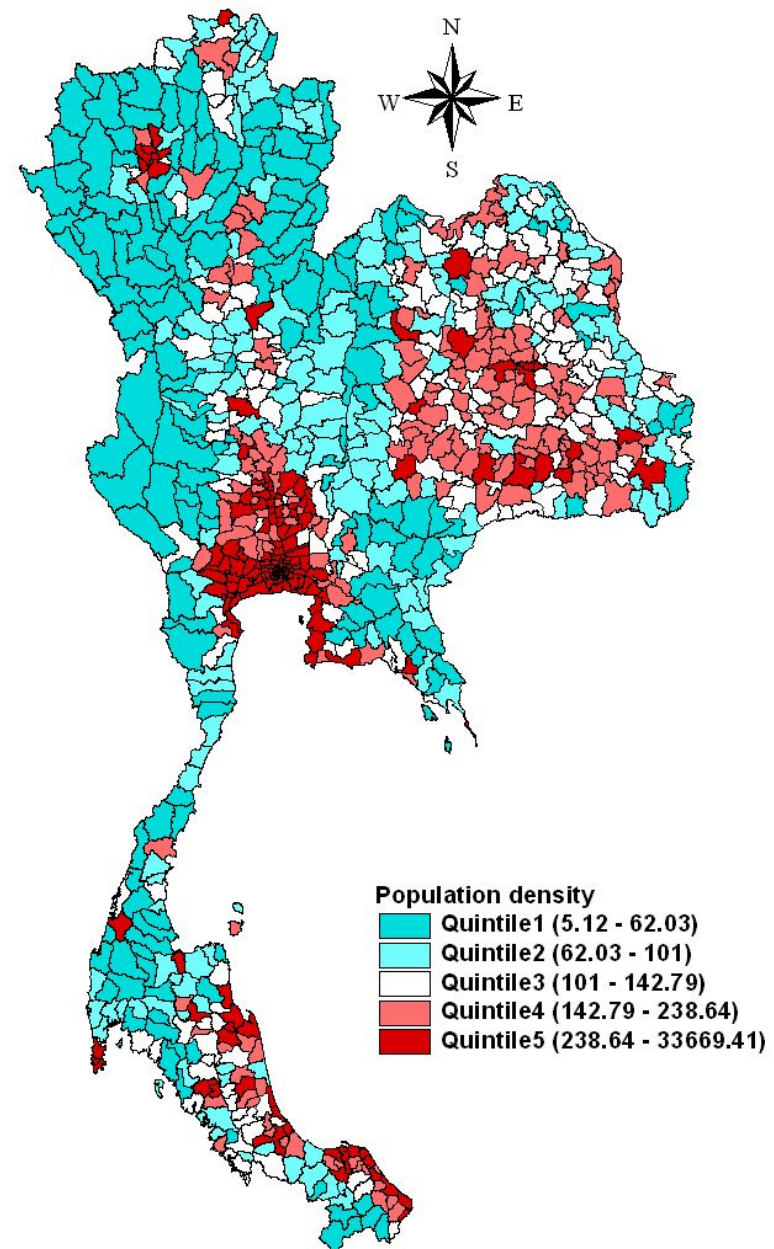 N
W E
S
Population density
Quintile1 (5.12 - 62.03)
Quintile2 (62.03 - 101)
Quintile3 (101 - 142.79)
Quintile4 (142.79 - 238.64)
Quintile5 (238.64 - 33669.41)